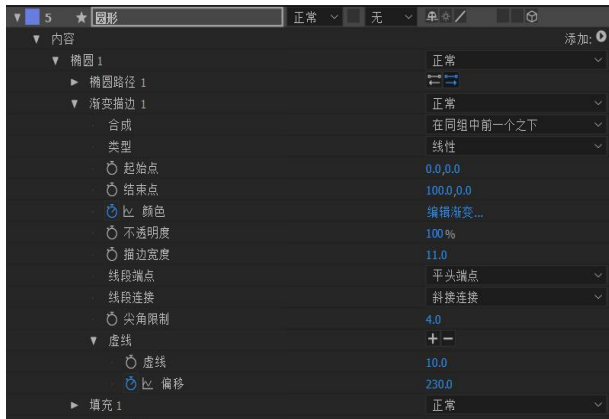 5 圆形 正常 无
内容 添加:
椭圆 1 正常
椭圆路径 1
渐变描边 1 正常
合成 在同组中前一个之下
类型 线性
起始点 0.0,0.0
结束点 100.0,0.0
颜色 编辑渐变...
不透明度 100%
描边宽度 11.0
线段端点 平头端点
线段连接 斜接连接
尖角限制 4.0
虚线 + −
虚线 10.0
偏移 230.0
填充 1 正常